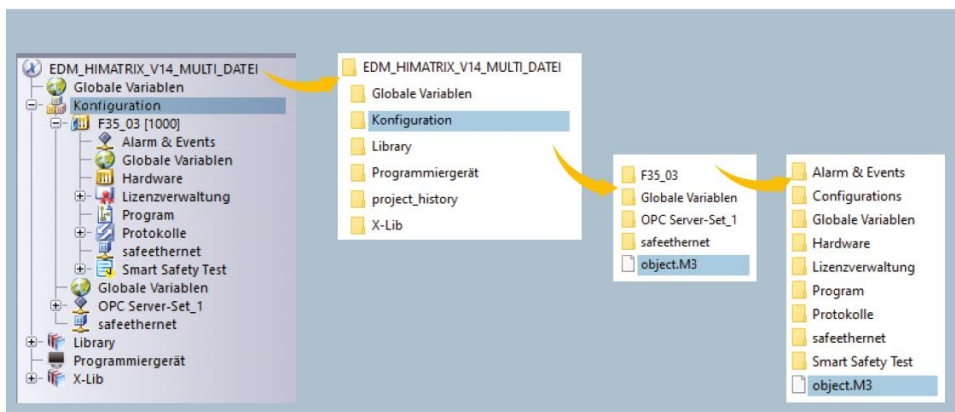 EDM_HIMATRIX_V14_MULTI_DATEI
Globale Variablen
Konfiguration
F35_03 [1000]
Alarm & Events
Globale Variablen
Hardware
Lizenzverwaltung
Program
Protokolle
safeethernet
Smart Safety Test
Globale Variablen
OPC Server-Set_1
safeethernet
Library
Programmiergerät
X-Lib
EDM_HIMATRIX_V14_MULTI_DATEI
Globale Variablen
Konfiguration
Library
Programmiergerät
project_history
X-Lib
F35_03
Globale Variablen
OPC Server-Set_1
safeethernet
object.M3
Alarm & Events
Configurations
Globale Variablen
Hardware
Lizenzverwaltung
Program
Protokolle
safeethernet
Smart Safety Test
object.M3